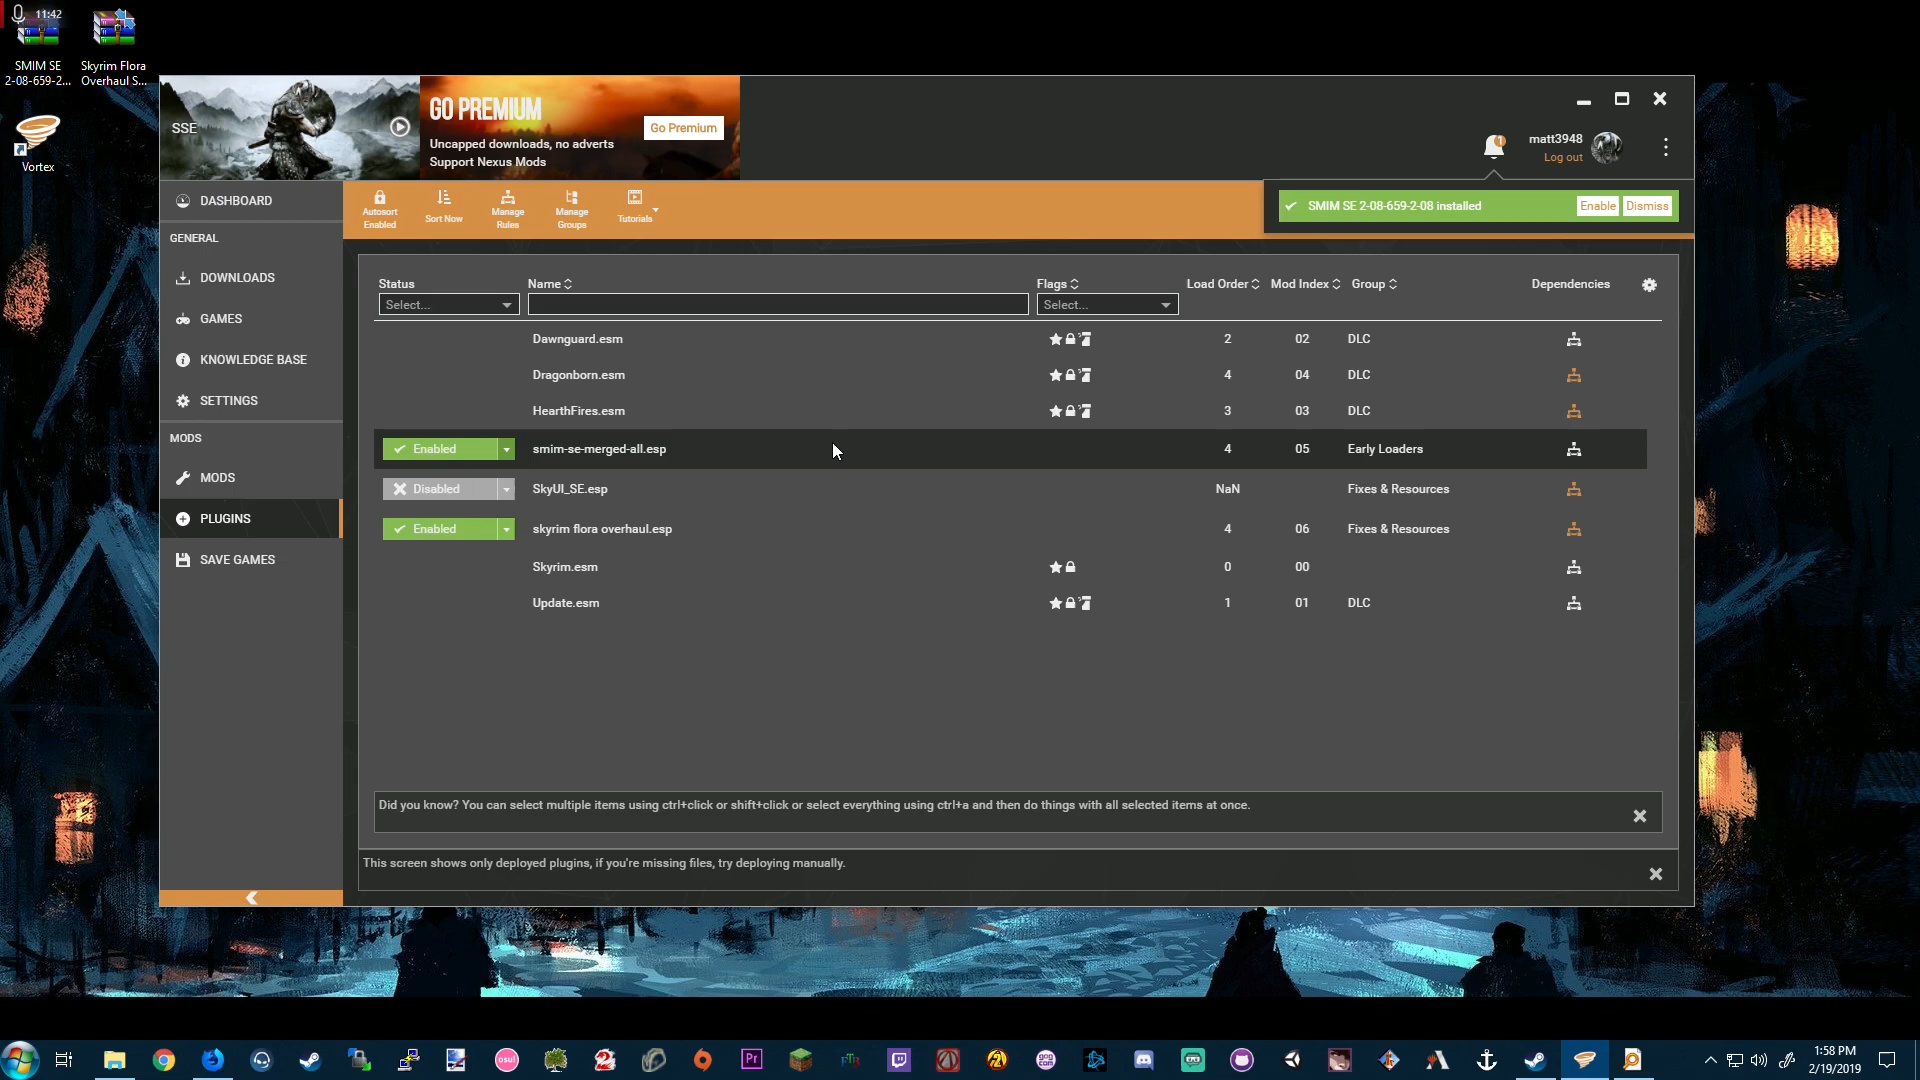 11:42
SMIM SE
2-08-659-2...
Skyrim Flora
Overhaul S...
Vortex
SSE
GO PREMIUM
Uncapped downloads, no adverts
Support Nexus Mods
Go Premium
1
matt3948
Log out
DASHBOARD
GENERAL
DOWNLOADS
GAMES
KNOWLEDGE BASE
SETTINGS
MODS
MODS
PLUGINS
SAVE GAMES
Autosort
Enabled
Sort Now
Manage
Rules
Manage
Groups
Tutorials
SMIM SE 2-08-659-2-08 installed
Enable
Dismiss
Status
Name
Flags
Load Order
Mod Index
Group
Dependencies
Select...
Select...
Dawnguard.esm 2 02 DLC
Dragonborn.esm 4 04 DLC
HearthFires.esm 3 03 DLC
Enabled smim-se-merged-all.esp 4 05 Early Loaders
Disabled SkyUI_SE.esp NaN Fixes & Resources
Enabled skyrim flora overhaul.esp 4 06 Fixes & Resources
Skyrim.esm 0 00
Update.esm 1 01 DLC
Did you know? You can select multiple items using ctrl+click or shift+click or select everything using ctrl+a and then do things with all selected items at once.
This screen shows only deployed plugins, if you're missing files, try deploying manually.
osu!
2
Pr
FTB
gog
com
1:58 PM
2/19/2019